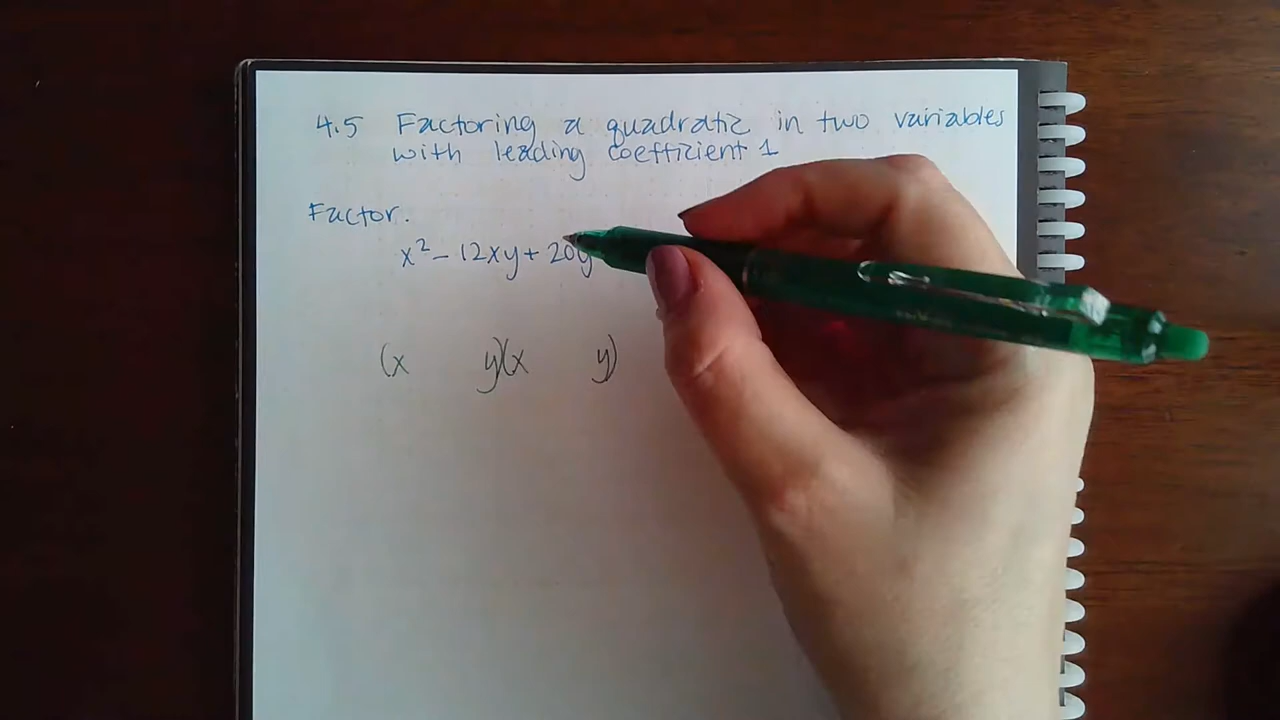 4.5 Factoring a quadratic in two variables
with leading coefficient 1
Factor.
x² - 12xy + 20y
(x y)(x y)